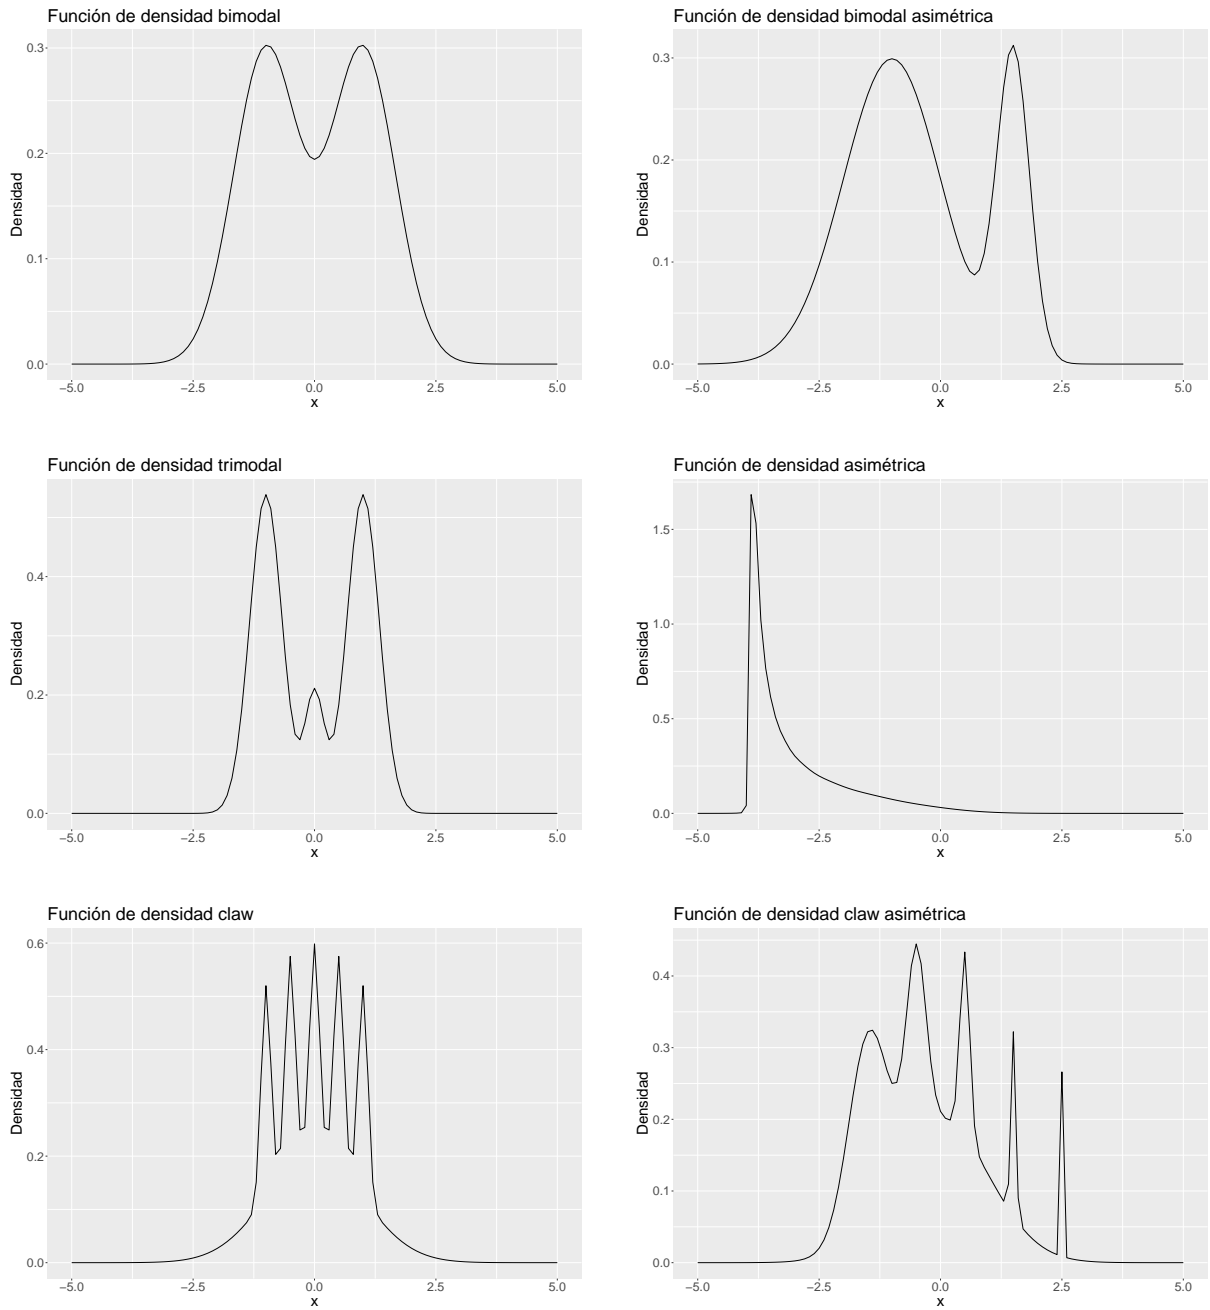 Función de densidad bimodal
0.3
0.2
0.1
0.0
Densidad
−5.0 −2.5 0.0 2.5 5.0
x
Función de densidad bimodal asimétrica
0.3
0.2
0.1
0.0
Densidad
−5.0 −2.5 0.0 2.5 5.0
x
Función de densidad trimodal
0.4
0.2
0.0
Densidad
−5.0 −2.5 0.0 2.5 5.0
x
Función de densidad asimétrica
1.5
1.0
0.5
0.0
Densidad
−5.0 −2.5 0.0 2.5 5.0
x
Función de densidad claw
0.6
0.4
0.2
0.0
Densidad
−5.0 −2.5 0.0 2.5 5.0
x
Función de densidad claw asimétrica
0.4
0.3
0.2
0.1
0.0
Densidad
−5.0 −2.5 0.0 2.5 5.0
x